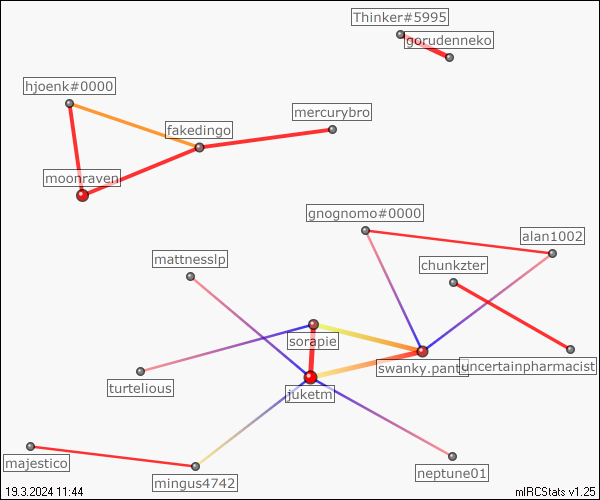 Thinker#5995
gorudenneko
hjoenk#0000
mercurybro
fakedingo
moonraven
gnognomo#0000
alan1002
mattnesslp
chunkzter
sorapie
swanky.pants
uncertainpharmacist
turtelious
juketm
majestico
neptune01
mingus4742
19.3.2024 11:44
mIRCStats v1.25